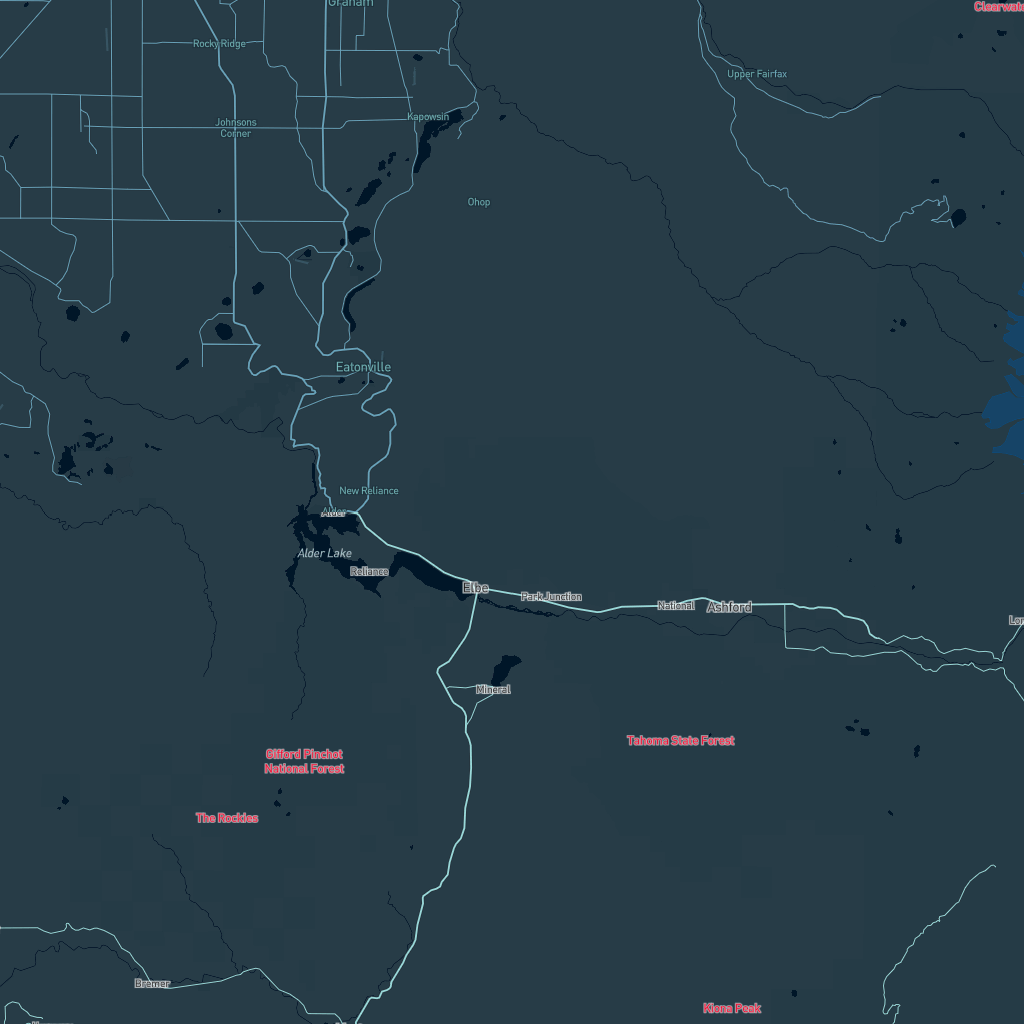 Graham
Rocky Ridge
Upper Fairfax
Kapowsin
Johnsons
Corner
Ohop
Eatonville
New Reliance
Alder
Alder
Alder Lake
Reliance
Elbe
Park Junction
National
Ashford
Mineral
Tahoma State Forest
Gifford Pinchot
National Forest
The Rockies
Bremer
Kiona Peak